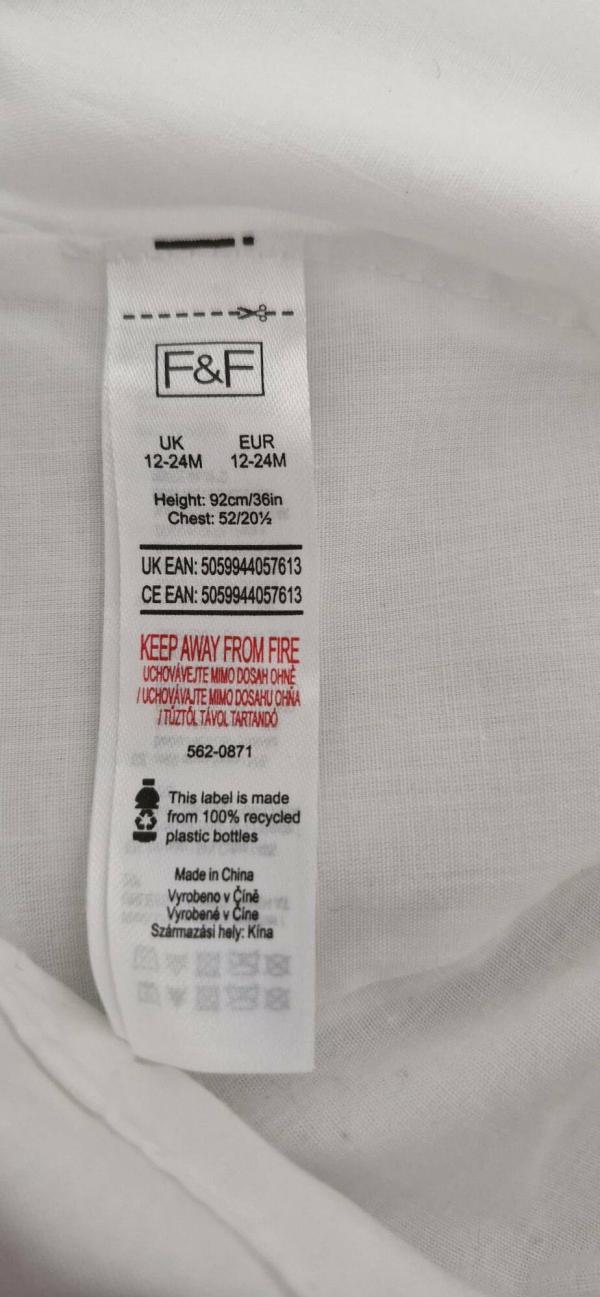 F&F
UK EUR
12-24M 12-24M
Height: 92cm/36in
Chest: 52/20½
UK EAN: 5059944057613
CE EAN: 5059944057613
KEEP AWAY FROM FIRE
UCHOVÁVEJTE MIMO DOSAH OHNĚ
/ UCHOVÁVAJTE MIMO DOSAHU OHŇA
/ TŰZTŐL TÁVOL TARTANDÓ
562-0871
This label is made
from 100% recycled
plastic bottles
Made in China
Vyrobeno v Číně
Vyrobené v Číne
Származási hely: Kína